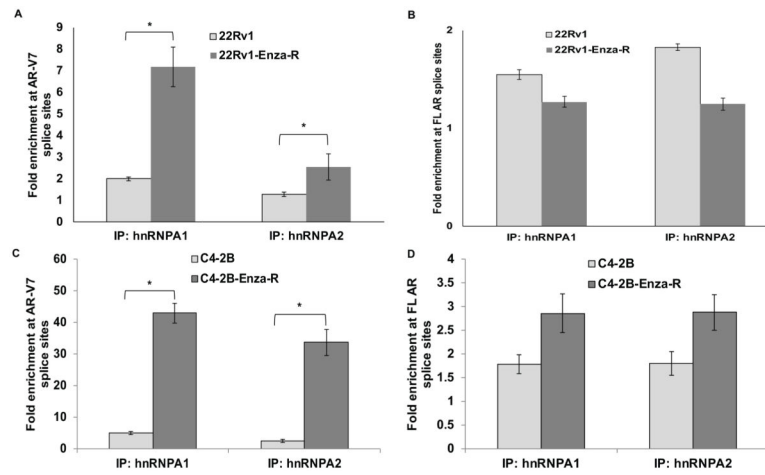 A
Fold enrichment at AR-V7
splice sites
9
8
7
6
5
4
3
2
1
0
*
22Rv1
22Rv1-Enza-R
*
IP: hnRNPA1
IP: hnRNPA2
B
Fold enrichment at FL AR splice sites
2
1
0
22Rv1
22Rv1-Enza-R
IP: hnRNPA1
IP: hnRNPA2
C
Fold enrichment at AR-V7
splice sites
60
50
40
30
20
10
0
C4-2B
C4-2B-Enza-R
*
*
IP: hnRNPA1
IP: hnRNPA2
D
Fold enrichment at FL AR
splice sites
4
3.5
3
2.5
2
1.5
1
0.5
0
C4-2B
C4-2B-Enza-R
IP: hnRNPA1
IP: hnRNPA2